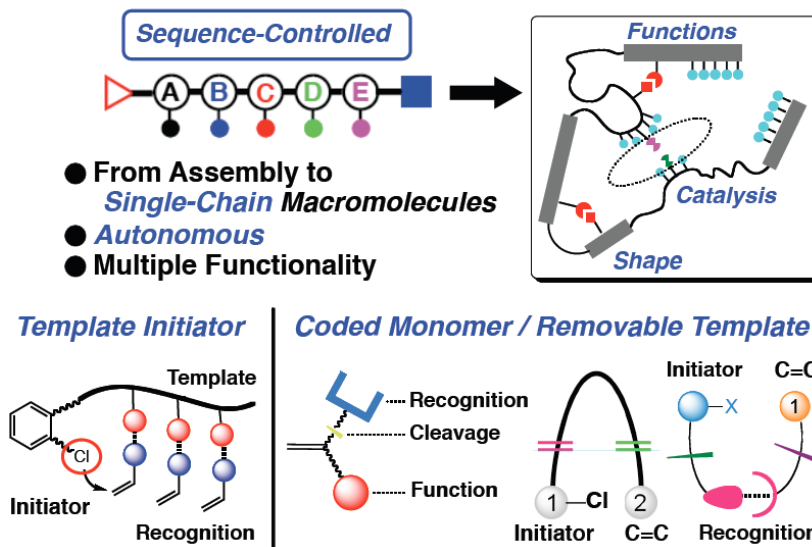 Sequence-Controlled
A B C D E
From Assembly to
Single-Chain Macromolecules
Autonomous
Multiple Functionality
Functions
Catalysis
Shape
Template Initiator
Template
Cl
Initiator
Recognition
Coded Monomer / Removable Template
Recognition
Cleavage
Function
1 Cl 2
Initiator C=C
Initiator C=C
X 1
Recognition